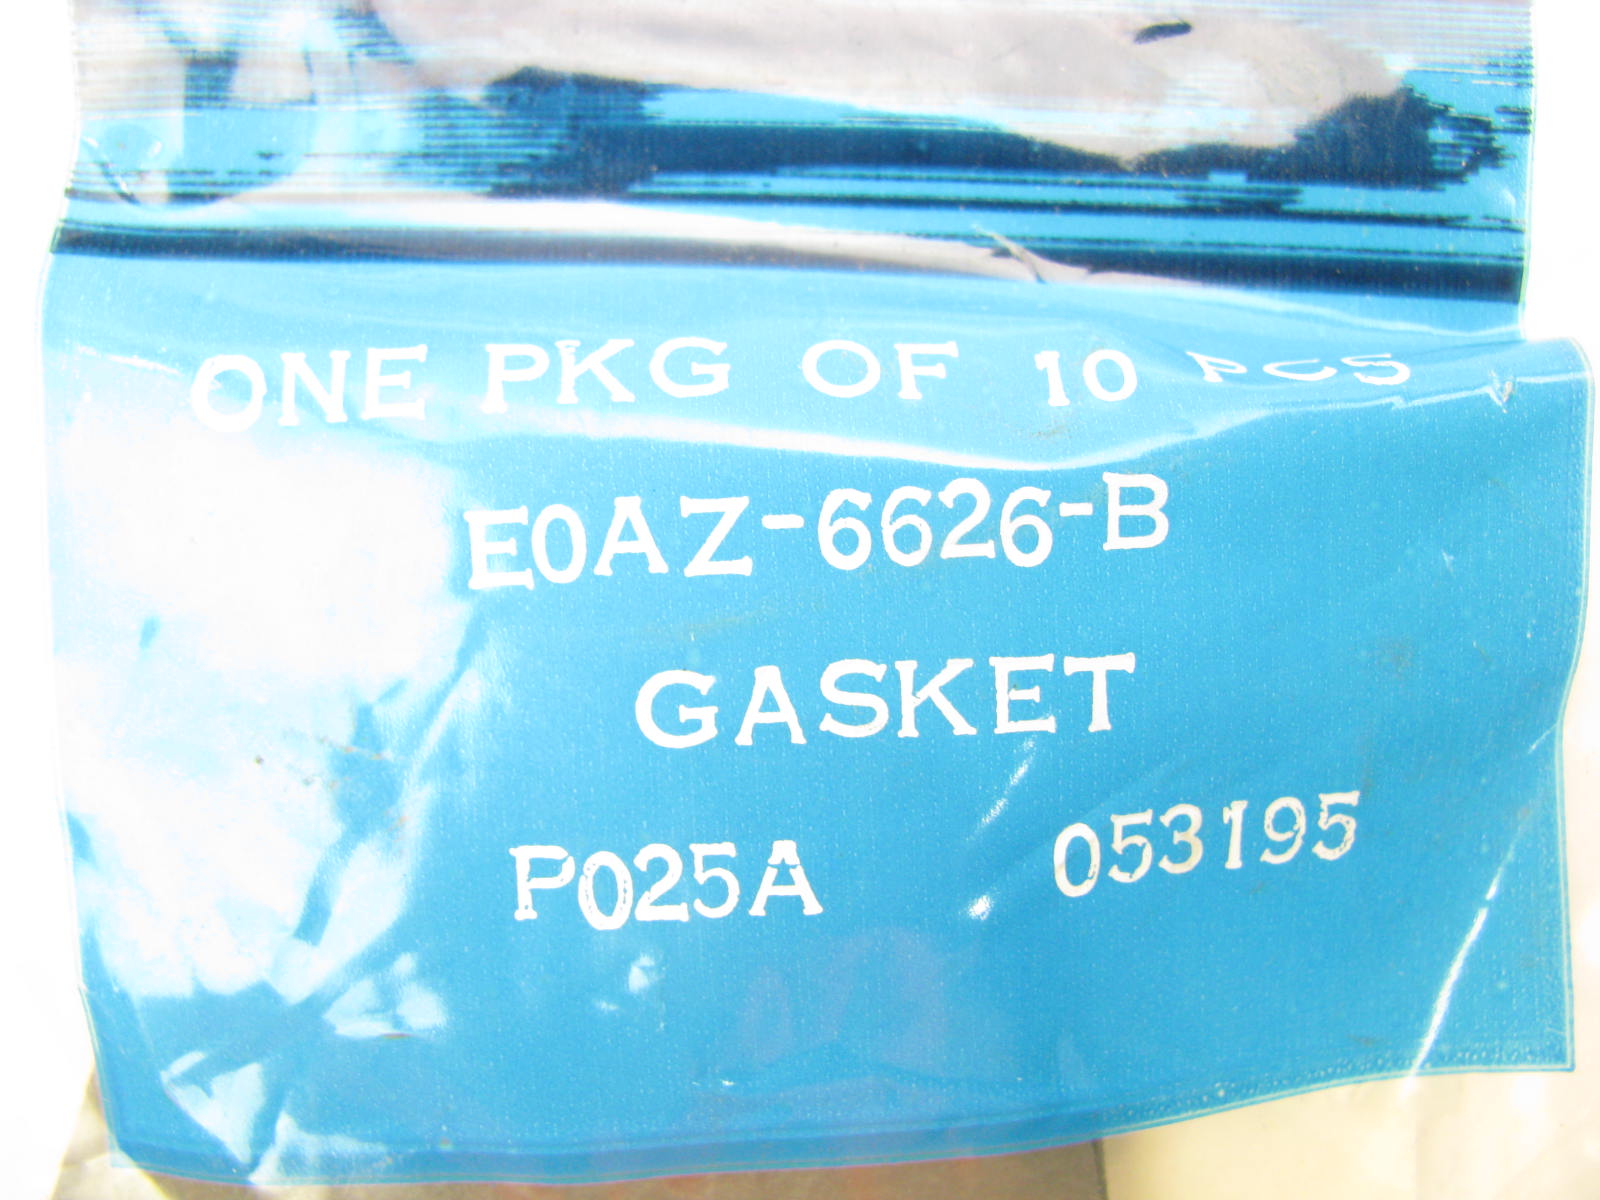 ONE PKG OF 10 PCS
E0AZ-6626-B
GASKET
P025A 053195